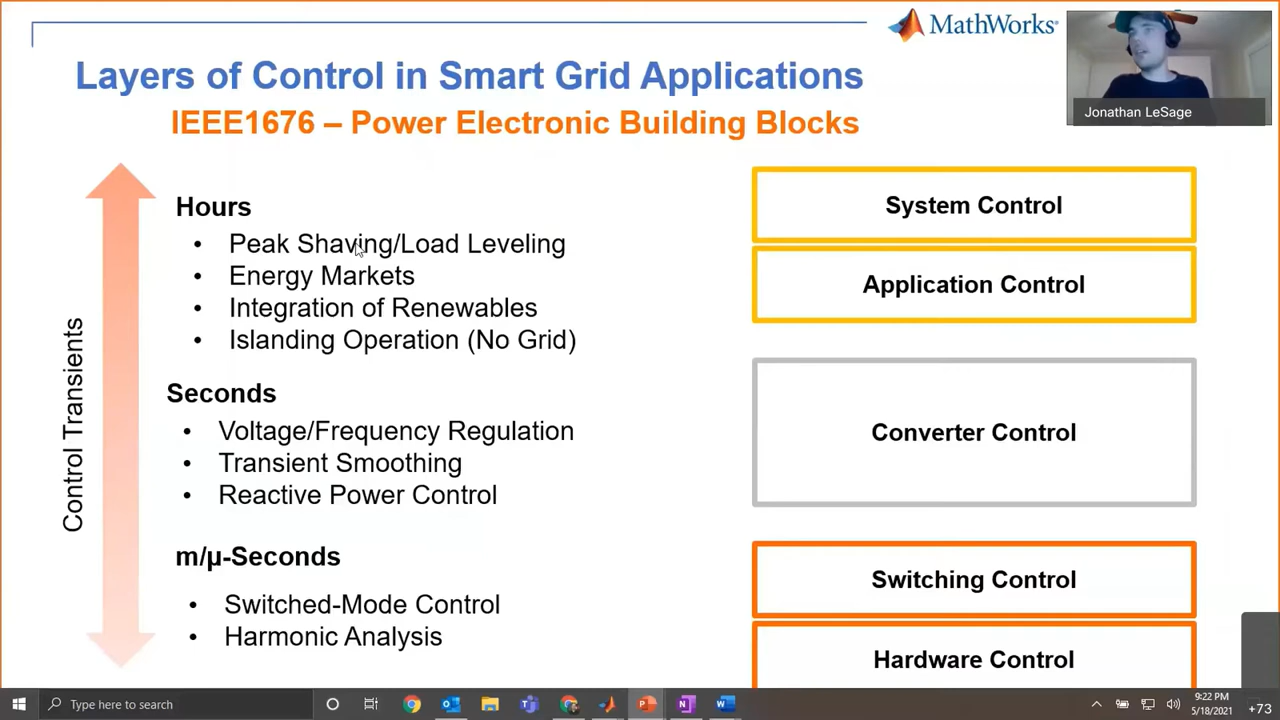 MathWorks®
Jonathan LeSage
Layers of Control in Smart Grid Applications
IEEE1676 – Power Electronic Building Blocks
Control Transients
Hours
• Peak Shaving/Load Leveling
• Energy Markets
• Integration of Renewables
• Islanding Operation (No Grid)
Seconds
• Voltage/Frequency Regulation
• Transient Smoothing
• Reactive Power Control
m/μ-Seconds
• Switched-Mode Control
• Harmonic Analysis
System Control
Application Control
Converter Control
Switching Control
Hardware Control
Type here to search
9:22 PM
5/18/2021
+73